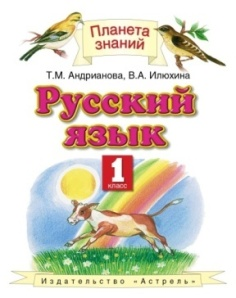 Планета
знаний
Т.М. Андрианова, В.А. Илюхина
Русский
язык
1
класс
Издательство «Астрель»